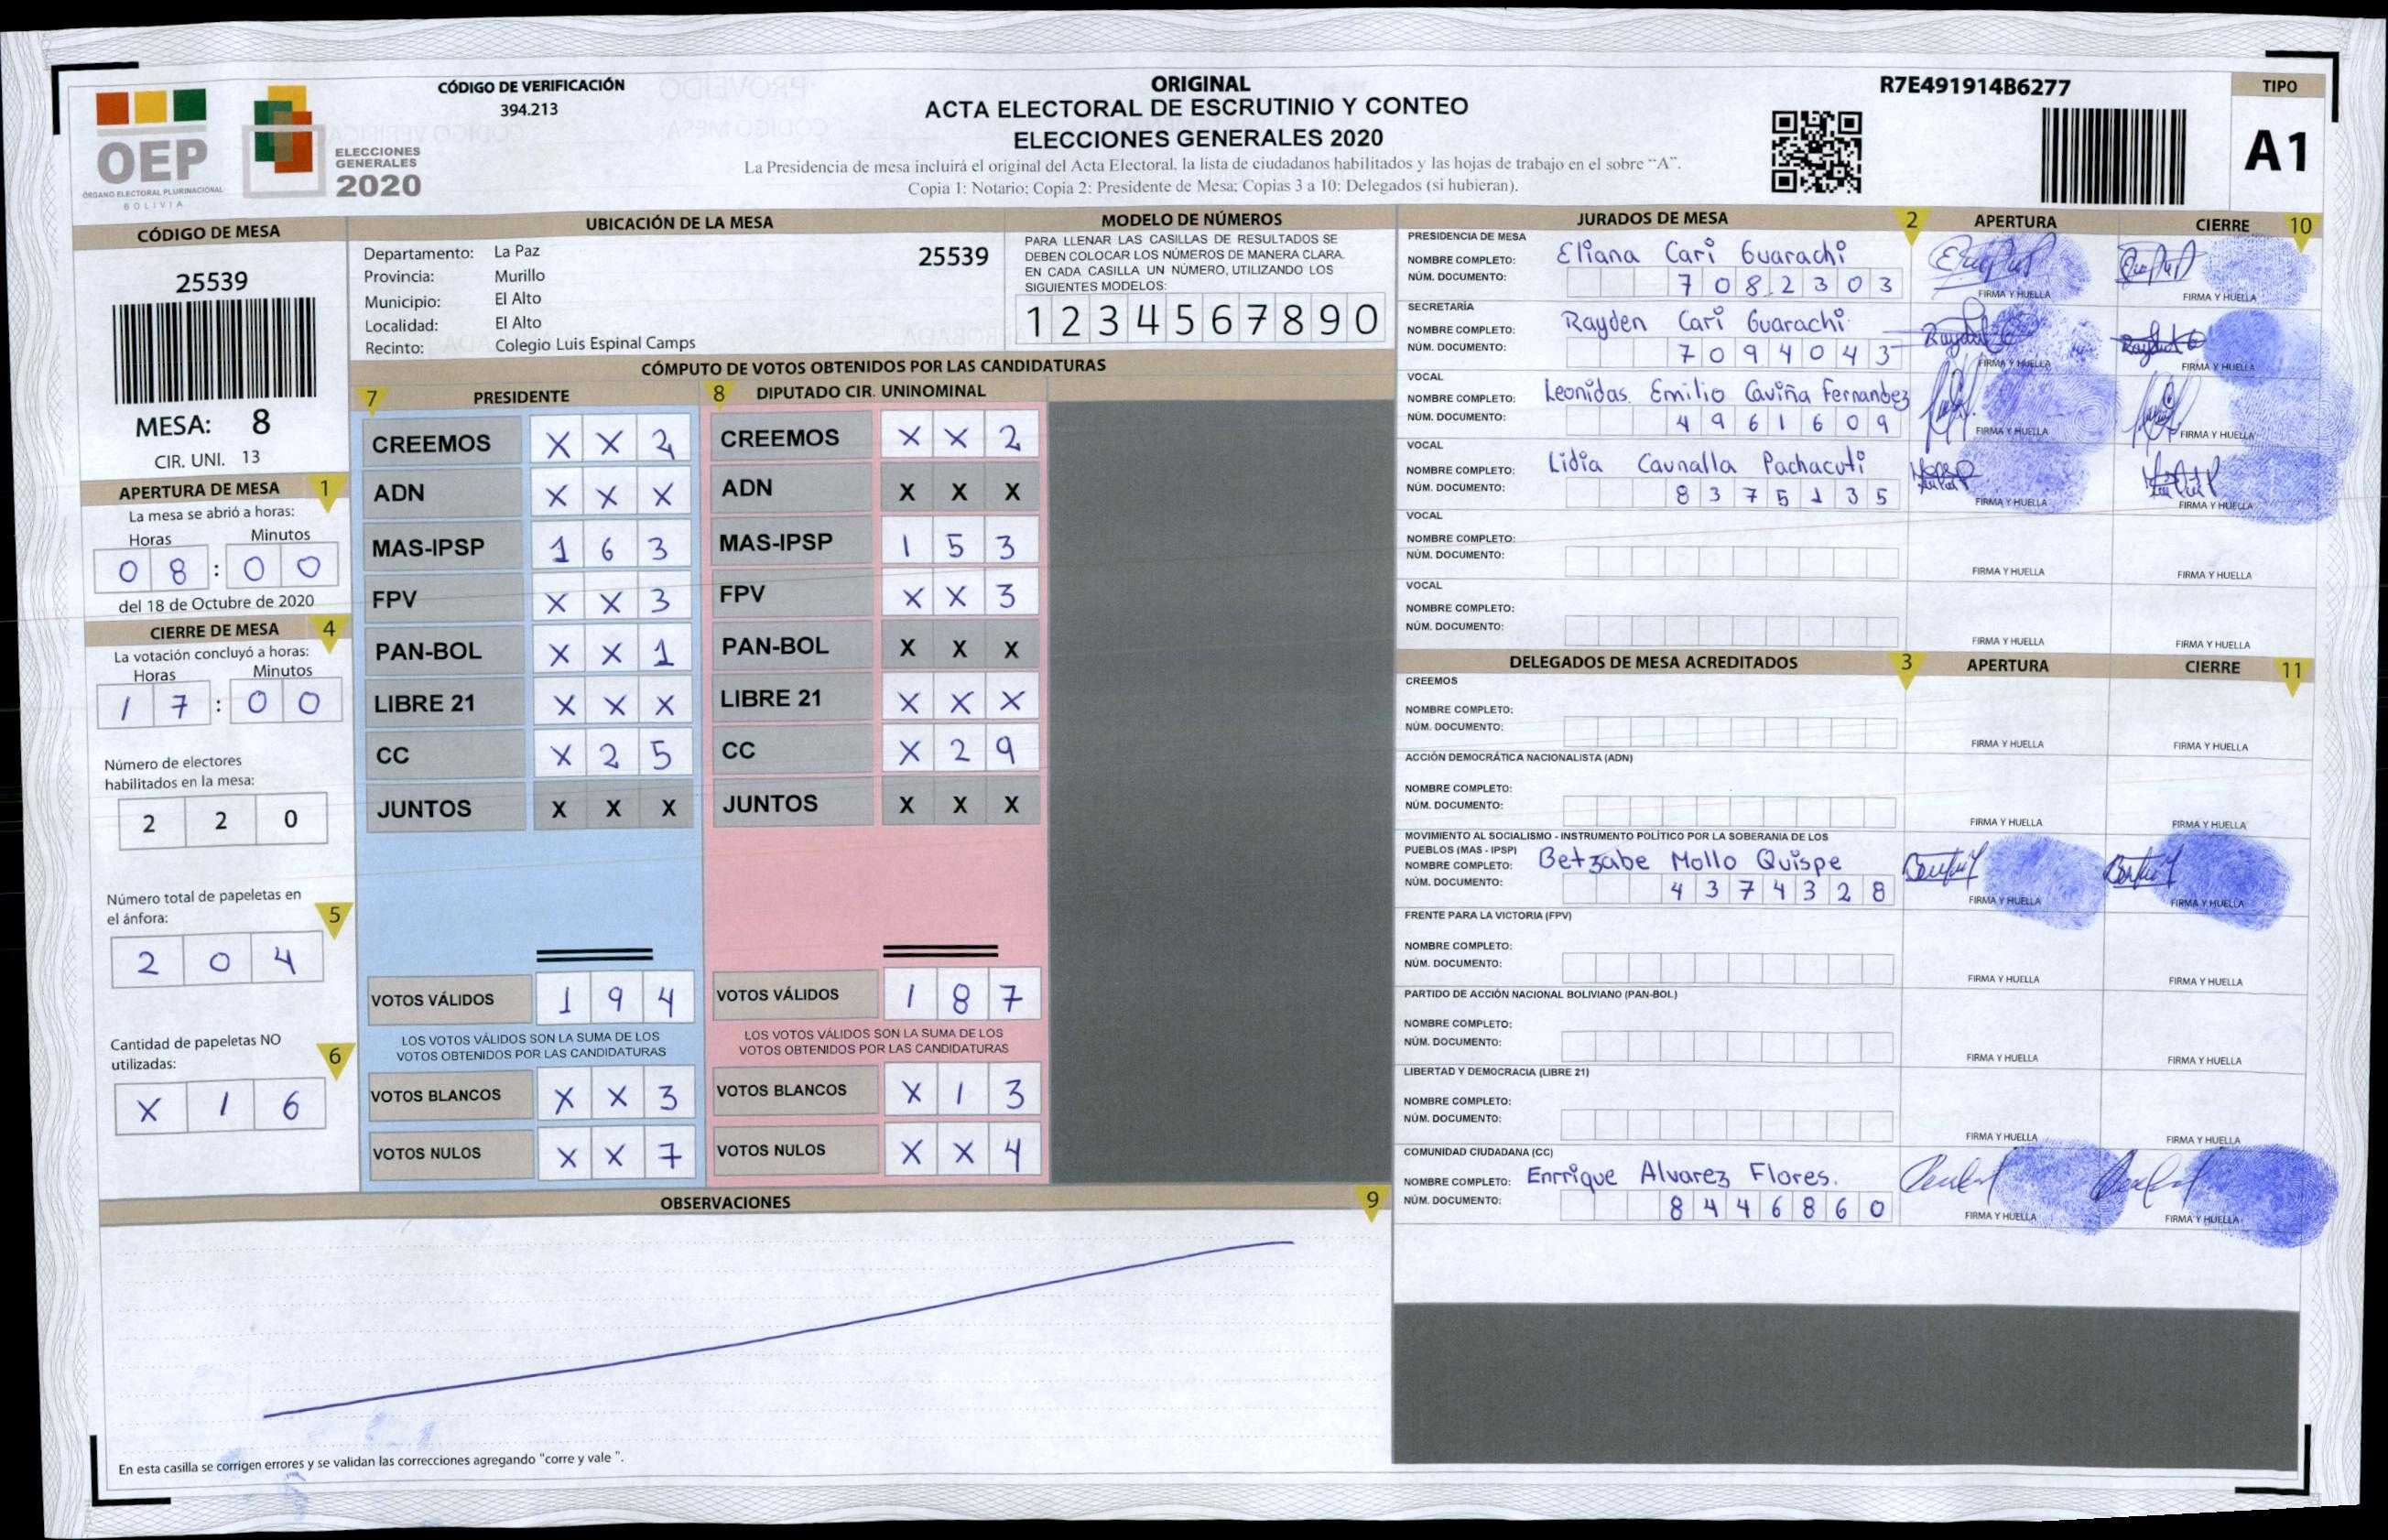 CÓDIGO DE VERIFICACIÓN
394.213
ORIGINAL
ACTA ELECTORAL DE ESCRUTINIO Y CONTEO
ELECCIONES GENERALES 2020
La Presidencia de mesa incluirá el original del Acta Electoral, la lista de ciudadanos habilitados y las hojas de trabajo en el sobre “A”.
Copia 1: Notario; Copia 2: Presidente de Mesa; Copias 3 a 10: Delegados (si hubieran).
R7E491914B6277
TIPO
A1
OEP
ÓRGANO ELECTORAL PLURINACIONAL
BOLIVIA
ELECCIONES
GENERALES
2020
CÓDIGO DE MESA
25539
MESA: 8
CIR. UNI. 13
APERTURA DE MESA 1
La mesa se abrió a horas:
Horas Minutos
0 8 : 0 0
del 18 de Octubre de 2020
CIERRE DE MESA 4
La votación concluyó a horas:
Horas Minutos
1 7 : 0 0
Número de electores
habilitados en la mesa:
2 2 0
Número total de papeletas en
el ánfora: 5
2 0 4
Cantidad de papeletas NO
utilizadas: 6
X 1 6
UBICACIÓN DE LA MESA
Departamento: La Paz 25539
Provincia: Murillo
Municipio: El Alto
Localidad: El Alto
Recinto: Colegio Luis Espinal Camps
MODELO DE NÚMEROS
PARA LLENAR LAS CASILLAS DE RESULTADOS SE
DEBEN COLOCAR LOS NÚMEROS DE MANERA CLARA.
EN CADA CASILLA UN NÚMERO, UTILIZANDO LOS
SIGUIENTES MODELOS:
1 2 3 4 5 6 7 8 9 0
CÓMPUTO DE VOTOS OBTENIDOS POR LAS CANDIDATURAS
7 PRESIDENTE
CREEMOS X X 2
ADN X X X
MAS-IPSP 1 6 3
FPV X X 3
PAN-BOL X X 1
LIBRE 21 X X X
CC X 2 5
JUNTOS X X X
VOTOS VÁLIDOS 1 9 4
LOS VOTOS VÁLIDOS SON LA SUMA DE LOS
VOTOS OBTENIDOS POR LAS CANDIDATURAS
VOTOS BLANCOS X X 3
VOTOS NULOS X X 7
8 DIPUTADO CIR. UNINOMINAL
CREEMOS X X 2
ADN X X X
MAS-IPSP 1 5 3
FPV X X 3
PAN-BOL X X X
LIBRE 21 X X X
CC X 2 9
JUNTOS X X X
VOTOS VÁLIDOS 1 8 7
LOS VOTOS VÁLIDOS SON LA SUMA DE LOS
VOTOS OBTENIDOS POR LAS CANDIDATURAS
VOTOS BLANCOS X 1 3
VOTOS NULOS X X 4
OBSERVACIONES 9
En esta casilla se corrigen errores y se validan las correcciones agregando “corre y vale ”.
JURADOS DE MESA 2 APERTURA CIERRE 10
PRESIDENCIA DE MESA
NOMBRE COMPLETO: Eliana Cari Guarachi
NÚM. DOCUMENTO: 7 0 8 2 3 0 3
FIRMA Y HUELLA FIRMA Y HUELLA
SECRETARÍA
NOMBRE COMPLETO: Rayden Cari Guarachi
NÚM. DOCUMENTO: 7 0 9 4 0 4 3
FIRMA Y HUELLA FIRMA Y HUELLA
VOCAL
NOMBRE COMPLETO: Leonidas Emilio Caviña Fernandez
NÚM. DOCUMENTO: 4 9 6 1 6 0 9
FIRMA Y HUELLA FIRMA Y HUELLA
VOCAL
NOMBRE COMPLETO: Lidia Caunalla Pachacuti
NÚM. DOCUMENTO: 8 3 7 5 1 3 5
FIRMA Y HUELLA FIRMA Y HUELLA
VOCAL
NOMBRE COMPLETO:
NÚM. DOCUMENTO:
FIRMA Y HUELLA FIRMA Y HUELLA
VOCAL
NOMBRE COMPLETO:
NÚM. DOCUMENTO:
FIRMA Y HUELLA FIRMA Y HUELLA
DELEGADOS DE MESA ACREDITADOS 3 APERTURA CIERRE 11
CREEMOS
NOMBRE COMPLETO:
NÚM. DOCUMENTO:
FIRMA Y HUELLA FIRMA Y HUELLA
ACCIÓN DEMOCRÁTICA NACIONALISTA (ADN)
NOMBRE COMPLETO:
NÚM. DOCUMENTO:
FIRMA Y HUELLA FIRMA Y HUELLA
MOVIMIENTO AL SOCIALISMO - INSTRUMENTO POLÍTICO POR LA SOBERANIA DE LOS
PUEBLOS (MAS - IPSP)
NOMBRE COMPLETO: Betzabe Mollo Quispe
NÚM. DOCUMENTO: 4 3 7 4 3 2 8
FIRMA Y HUELLA FIRMA Y HUELLA
FRENTE PARA LA VICTORIA (FPV)
NOMBRE COMPLETO:
NÚM. DOCUMENTO:
FIRMA Y HUELLA FIRMA Y HUELLA
PARTIDO DE ACCIÓN NACIONAL BOLIVIANO (PAN-BOL)
NOMBRE COMPLETO:
NÚM. DOCUMENTO:
FIRMA Y HUELLA FIRMA Y HUELLA
LIBERTAD Y DEMOCRACIA (LIBRE 21)
NOMBRE COMPLETO:
NÚM. DOCUMENTO:
FIRMA Y HUELLA FIRMA Y HUELLA
COMUNIDAD CIUDADANA (CC)
NOMBRE COMPLETO: Enrrique Alvarez Flores.
NÚM. DOCUMENTO: 8 4 4 6 8 6 0
FIRMA Y HUELLA FIRMA Y HUELLA